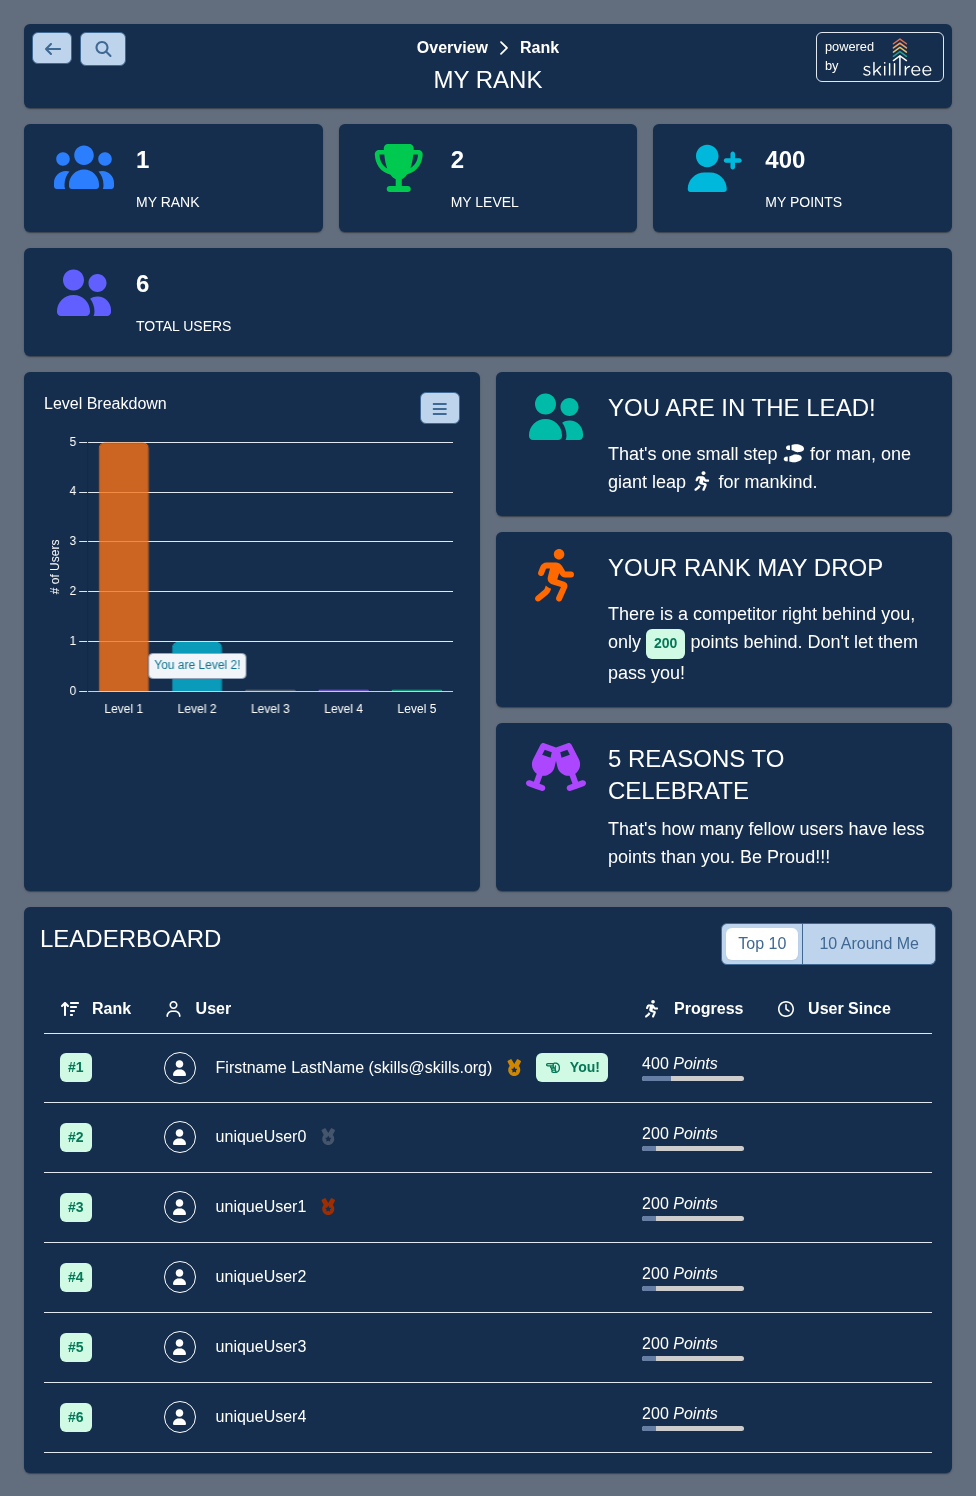 Overview > Rank
MY RANK
powered
by skilltree
1
MY RANK
2
MY LEVEL
400
MY POINTS
6
TOTAL USERS
Level Breakdown
# of Users
5
4
3
2
1
0
You are Level 2!
Level 1 Level 2 Level 3 Level 4 Level 5
YOU ARE IN THE LEAD!
That's one small step for man, one
giant leap for mankind.
YOUR RANK MAY DROP
There is a competitor right behind you,
only 200 points behind. Don't let them
pass you!
5 REASONS TO
CELEBRATE
That's how many fellow users have less
points than you. Be Proud!!!
LEADERBOARD
Top 10 10 Around Me
Rank User Progress User Since
#1 Firstname LastName (skills@skills.org) You! 400 Points
#2 uniqueUser0 200 Points
#3 uniqueUser1 200 Points
#4 uniqueUser2 200 Points
#5 uniqueUser3 200 Points
#6 uniqueUser4 200 Points